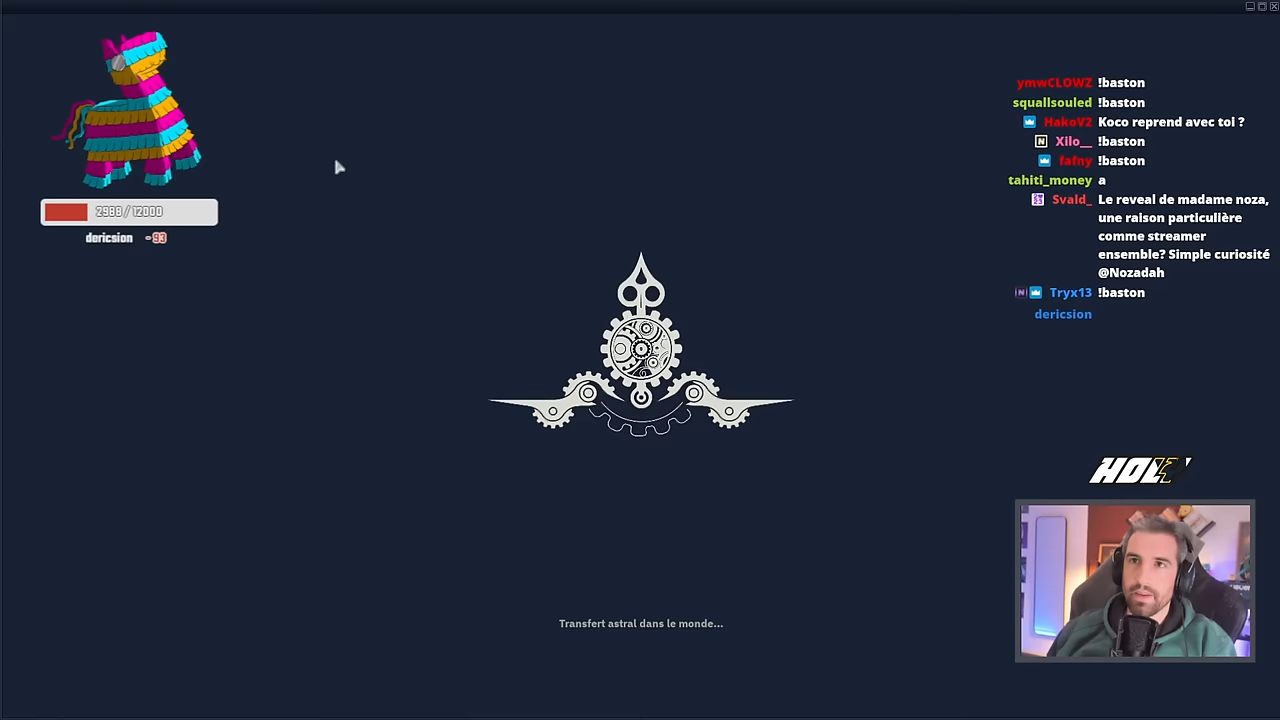 2988 / 12000
dericsion -93
ymwCLOWZ !baston
squallsouled !baston
HakoV2 Koco reprend avec toi ?
Xilo__ !baston
fafny !baston
tahiti_money a
Svald_ Le reveal de madame noza,
une raison particulière
comme streamer
ensemble? Simple curiosité
@Nozadah
Tryx13 !baston
dericsion
Transfert astral dans le monde...